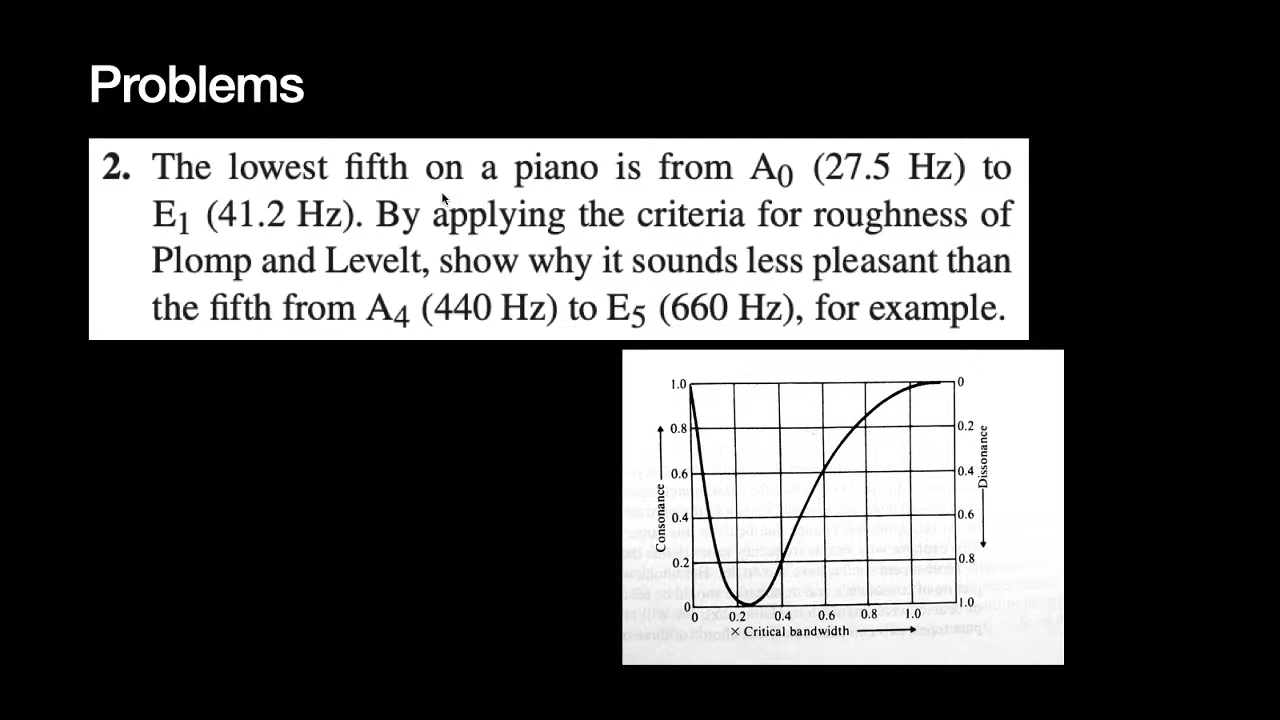 Problems
2. The lowest fifth on a piano is from A₀ (27.5 Hz) to
E₁ (41.2 Hz). By applying the criteria for roughness of
Plomp and Levelt, show why it sounds less pleasant than
the fifth from A₄ (440 Hz) to E₅ (660 Hz), for example.
1.0
0.8
0.6
0.4
0.2
0
Consonance
0
0.2
0.4
0.6
0.8
1.0
Dissonance
0 0.2 0.4 0.6 0.8 1.0
× Critical bandwidth